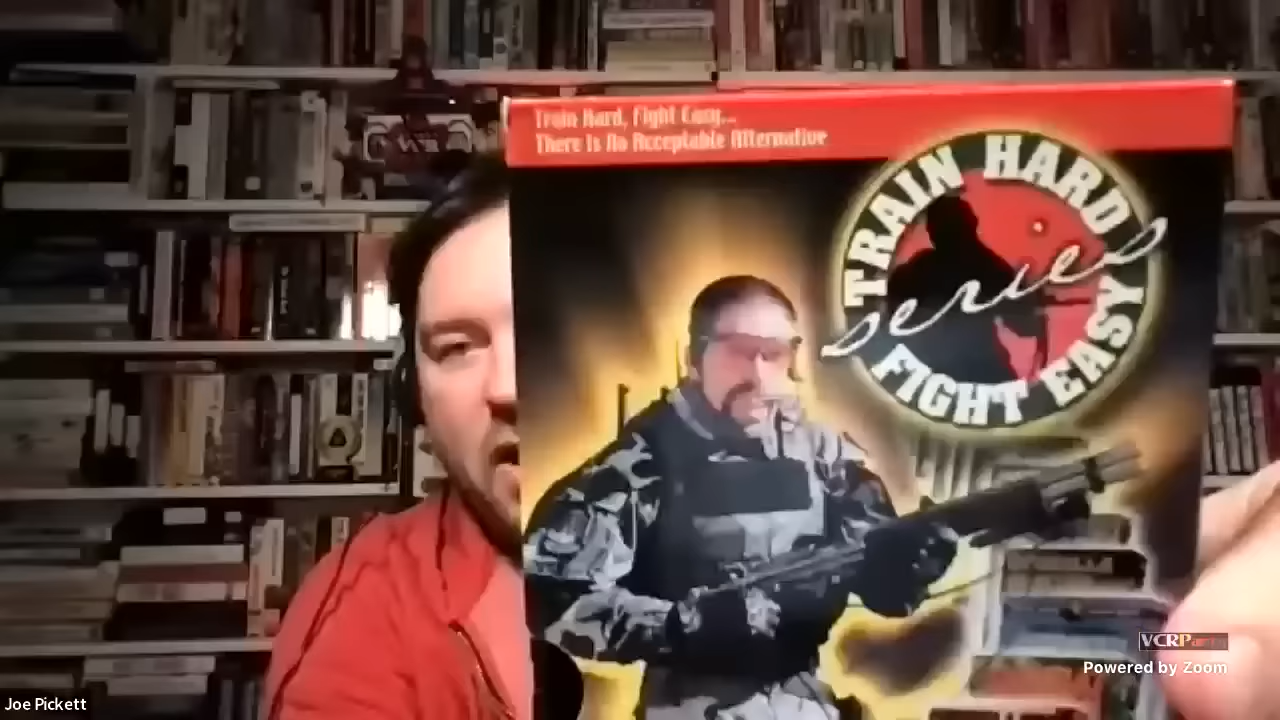 Train Hard, Fight Easy...
There Is No Acceptable Alternative
TRAIN HARD
series
FIGHT EASY
VCRParty
Powered by Zoom
Joe Pickett